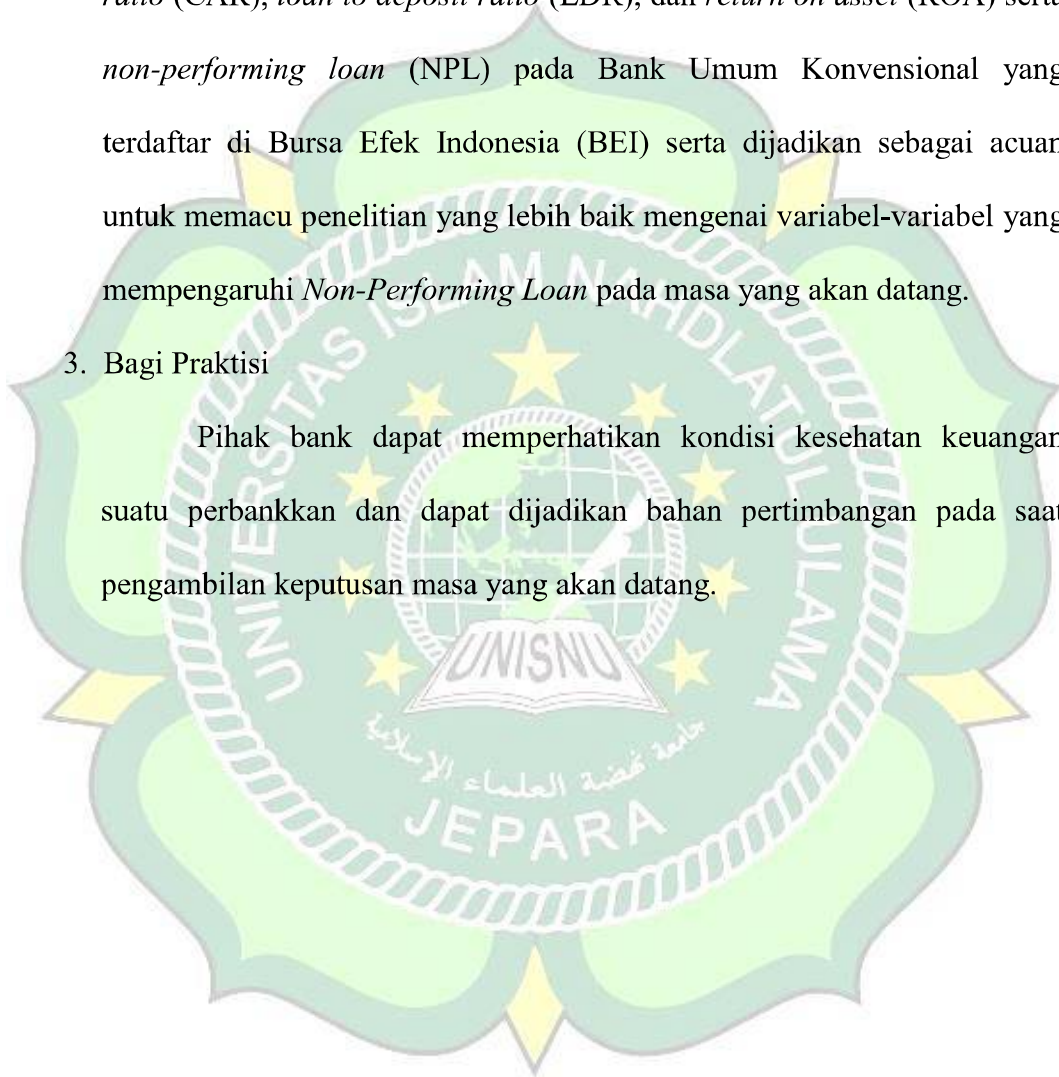 ratio (CAR), loan to deposit ratio (LDR), dan return on asset (ROA) serta
non-performing loan (NPL) pada Bank Umum Konvensional yang
terdaftar di Bursa Efek Indonesia (BEI) serta dijadikan sebagai acuan
untuk memacu penelitian yang lebih baik mengenai variabel-variabel yang
mempengaruhi Non-Performing Loan pada masa yang akan datang.
3. Bagi Praktisi
Pihak bank dapat memperhatikan kondisi kesehatan keuangan
suatu perbankkan dan dapat dijadikan bahan pertimbangan pada saat
pengambilan keputusan masa yang akan datang.
UNIVERSITAS ISLAM NAHDLATUL ULAMA
UNISNU
جامعة نهضة العلماء الإسلامية
JEPARA